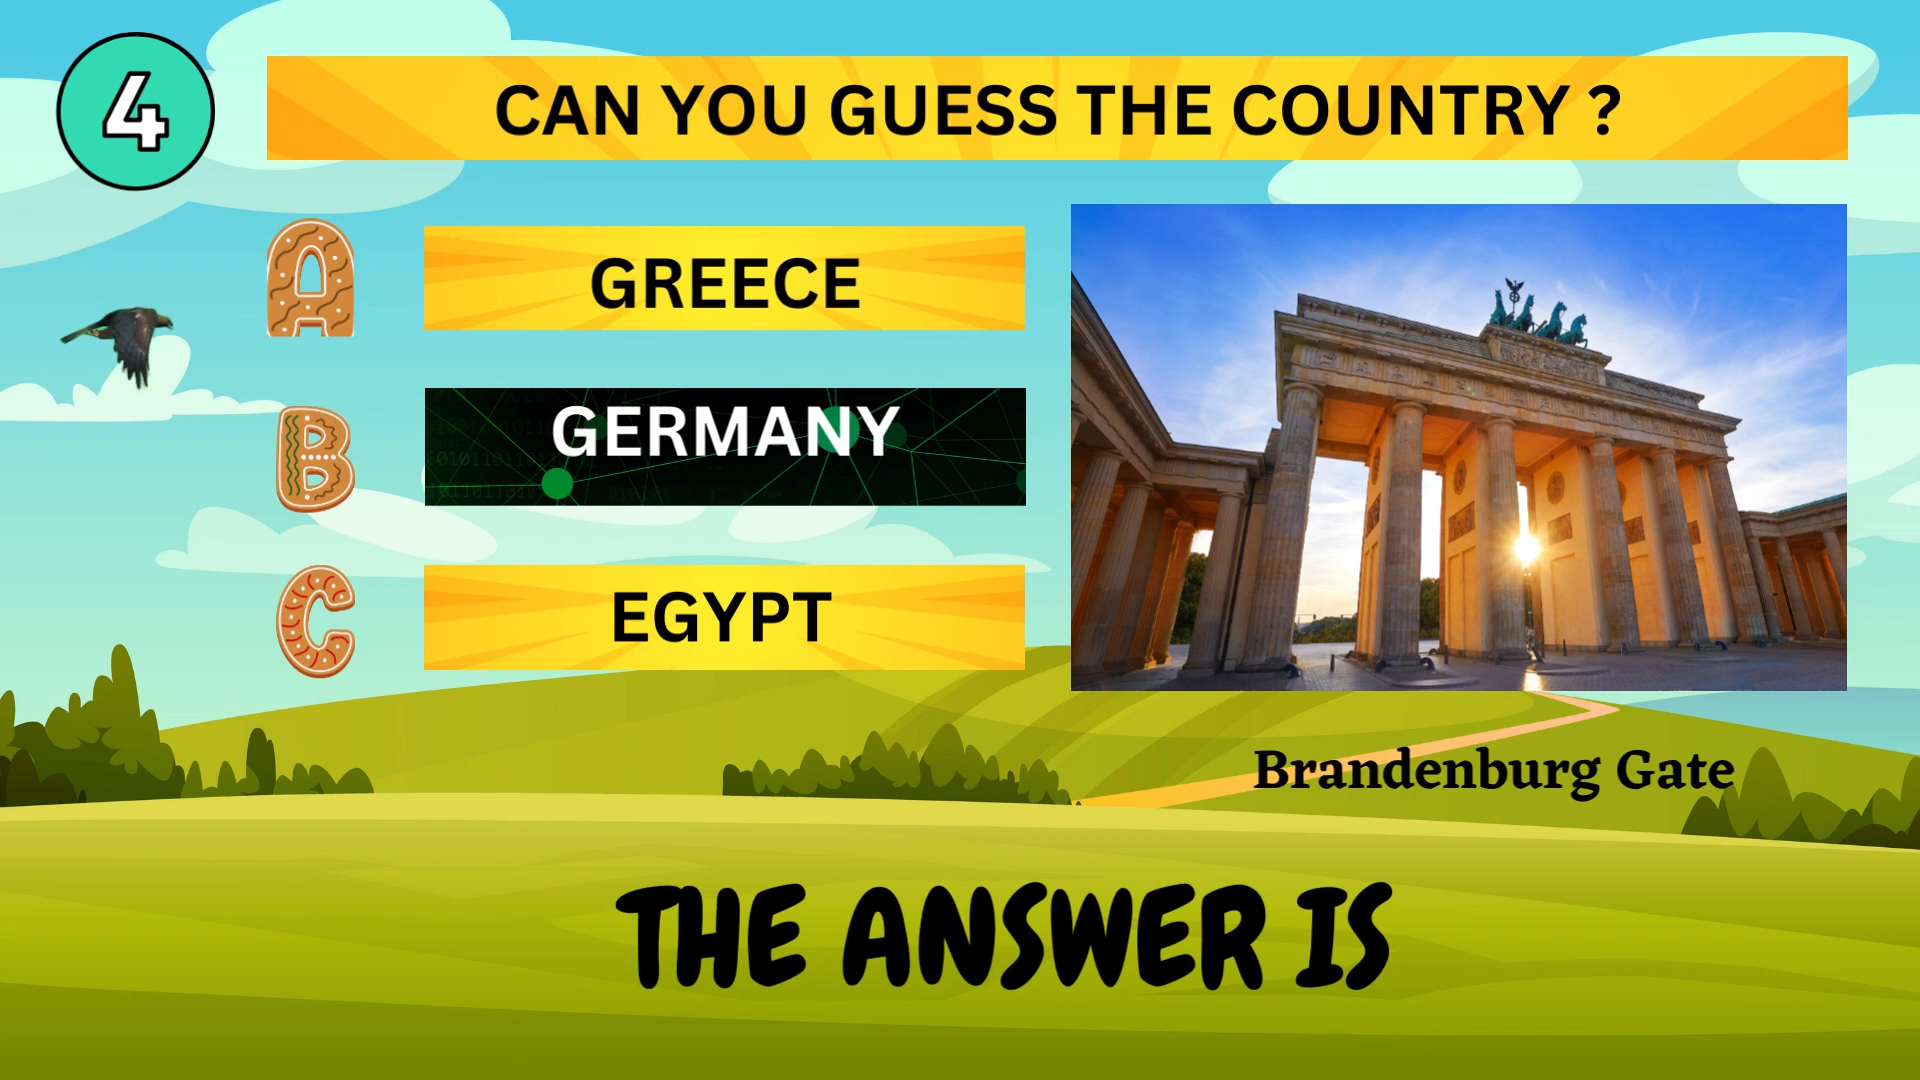 4
CAN YOU GUESS THE COUNTRY ?
A
GREECE
B
GERMANY
C
EGYPT
Brandenburg Gate
THE ANSWER IS